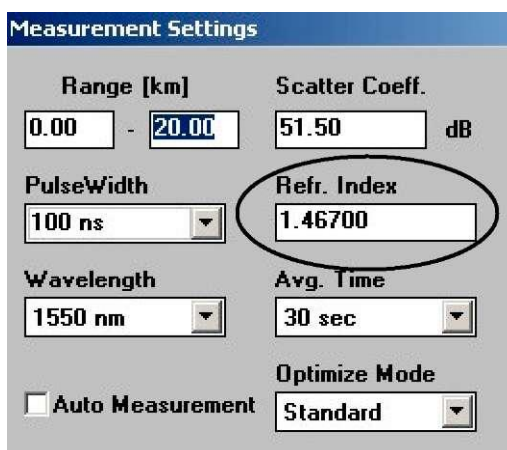 Measurement Settings
Range [km] Scatter Coeff.
0.00 - 20.00 51.50 dB
PulseWidth Refr. Index
100 ns 1.46700
Wavelength Avg. Time
1550 nm 30 sec
Optimize Mode
Auto Measurement Standard